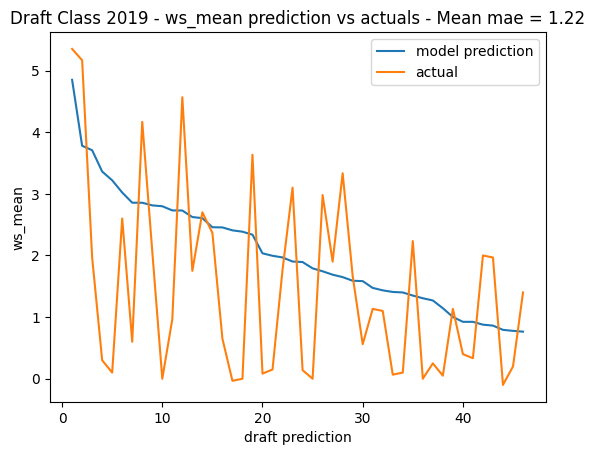 Draft Class 2019 - ws_mean prediction vs actuals - Mean mae = 1.22
model prediction
actual
5
4
3
2
1
0
ws_mean
0 10 20 30 40
draft prediction